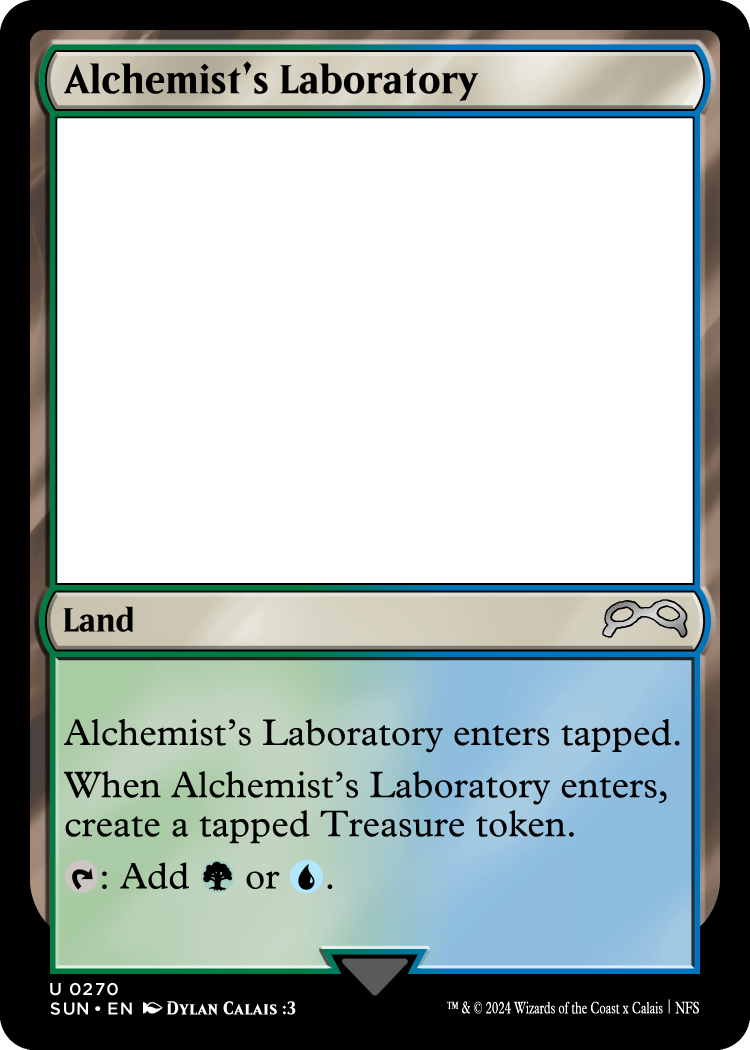 Alchemist's Laboratory
Land
Alchemist's Laboratory enters tapped.
When Alchemist's Laboratory enters,
create a tapped Treasure token.
: Add or .
U 0270
SUN • EN Dylan Calais :3
™ & © 2024 Wizards of the Coast x Calais | NFS